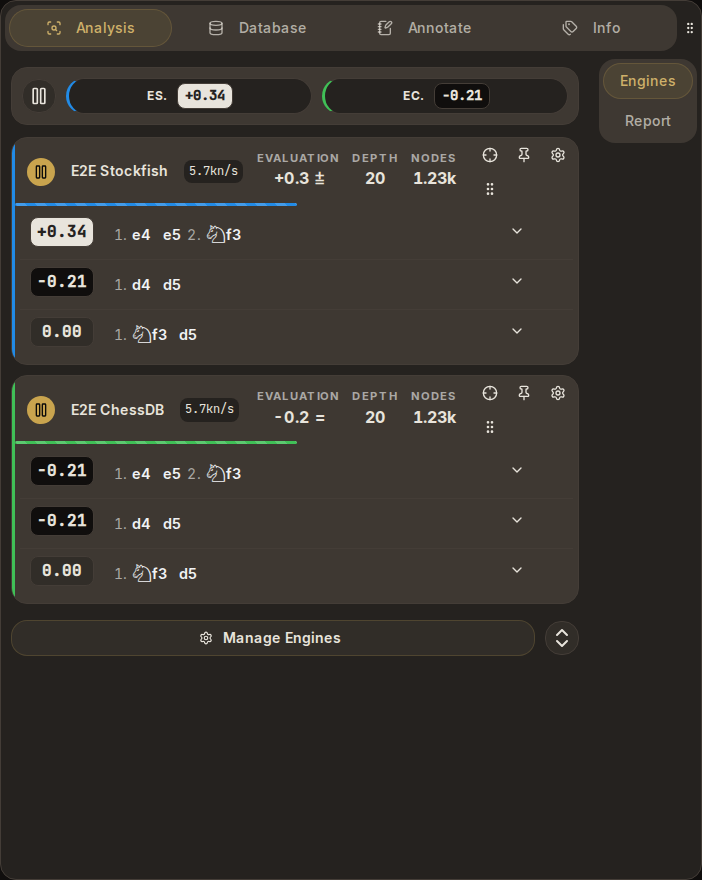 Analysis Database Annotate Info
Engines
Report
ES. +0.34 EC. -0.21
E2E Stockfish 5.7kn/s EVALUATION DEPTH NODES
+0.3 ± 20 1.23k
+0.34 1. e4 e5 2. ♘f3
-0.21 1. d4 d5
0.00 1. ♘f3 d5
E2E ChessDB 5.7kn/s EVALUATION DEPTH NODES
-0.2 = 20 1.23k
-0.21 1. e4 e5 2. ♘f3
-0.21 1. d4 d5
0.00 1. ♘f3 d5
Manage Engines